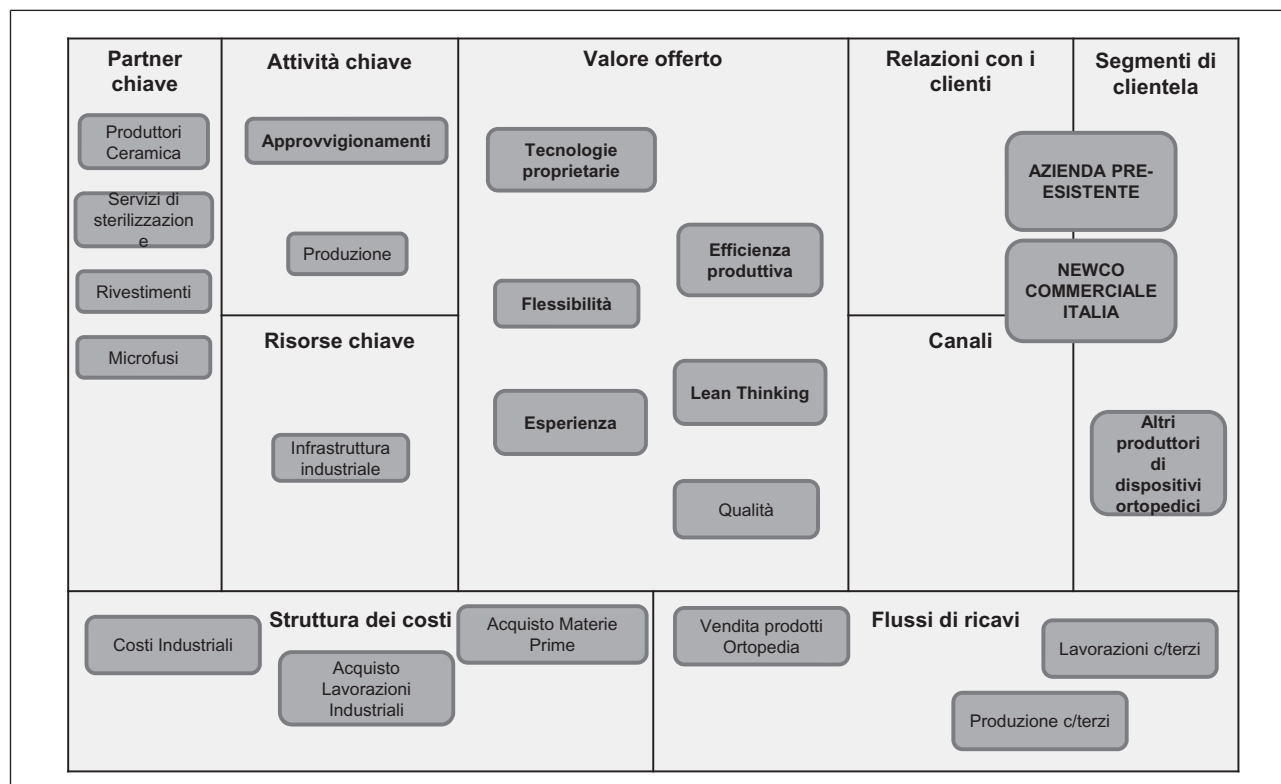 Partner
chiave
Produttori
Ceramica
Servizi di
sterilizzazion
e
Rivestimenti
Microfusi
Attività chiave
Approvvigionamenti
Produzione
Risorse chiave
Infrastruttura
industriale
Valore offerto
Tecnologie
proprietarie
Efficienza
produttiva
Flessibilità
Lean Thinking
Esperienza
Qualità
Relazioni con i
clienti
Canali
Segmenti di
clientela
AZIENDA PRE-
ESISTENTE
NEWCO
COMMERCIALE
ITALIA
Altri
produttori
di
dispositivi
ortopedici
Struttura dei costi
Costi Industriali
Acquisto
Lavorazioni
Industriali
Acquisto Materie
Prime
Flussi di ricavi
Vendita prodotti
Ortopedia
Lavorazioni c/terzi
Produzione c/terzi